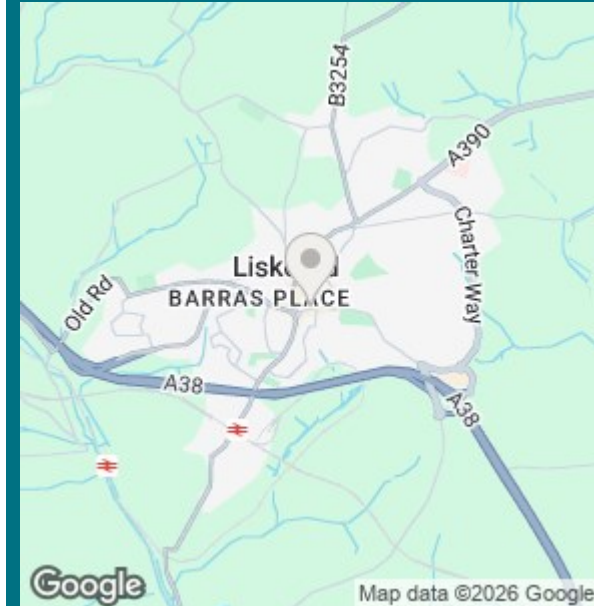 B3254
A390
Charter Way
Old Rd
BARRAS PLACE
A38
A38
Google
Map data ©2026 Google